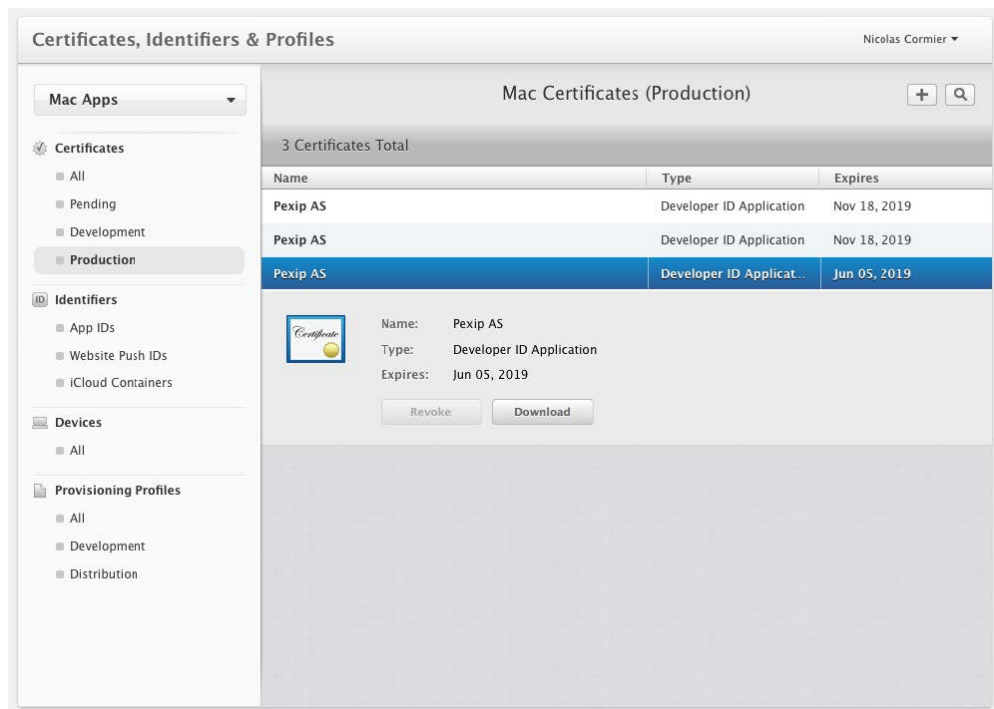 Certificates, Identifiers & Profiles
Nicolas Cormier
Mac Apps
Certificates
All
Pending
Development
Production
ID Identifiers
App IDs
Website Push IDs
iCloud Containers
Devices
All
Provisioning Profiles
All
Development
Distribution
Mac Certificates (Production)
3 Certificates Total
Name Type Expires
Pexip AS Developer ID Application Nov 18, 2019
Pexip AS Developer ID Application Nov 18, 2019
Pexip AS Developer ID Applicat... Jun 05, 2019
Certificate
Name: Pexip AS
Type: Developer ID Application
Expires: Jun 05, 2019
Revoke Download